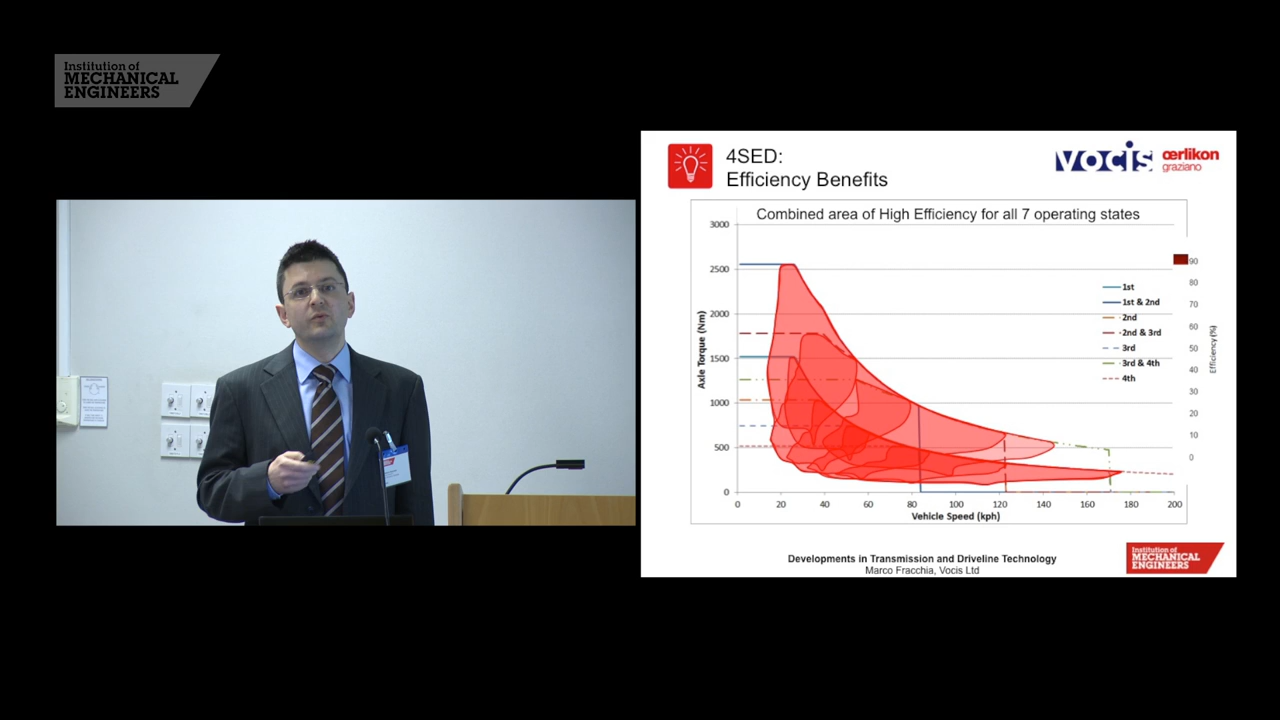 Institution of
MECHANICAL
ENGINEERS
4SED:
Efficiency Benefits
vocis
œrlikon
graziano
Combined area of High Efficiency for all 7 operating states
3000
2500
2000
1500
1000
500
0
Axle Torque (Nm)
0 20 40 60 80 100 120 140 160 180 200
Vehicle Speed (kph)
1st
1st & 2nd
2nd
2nd & 3rd
3rd
3rd & 4th
4th
90
80
70
60
50
40
30
20
10
0
Efficiency (%)
Developments in Transmission and Driveline Technology
Marco Fracchia, Vocis Ltd
Institution of
MECHANICAL
ENGINEERS